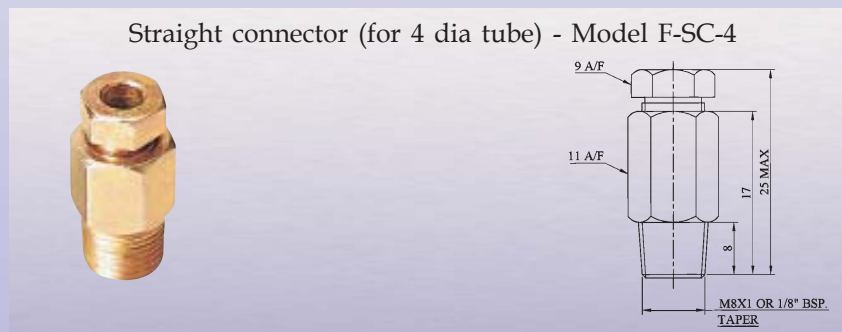 Straight connector (for 4 dia tube) - Model F-SC-4
9 A/F
11 A/F
17
25 MAX
8
M8X1 OR 1/8" BSP.
TAPER